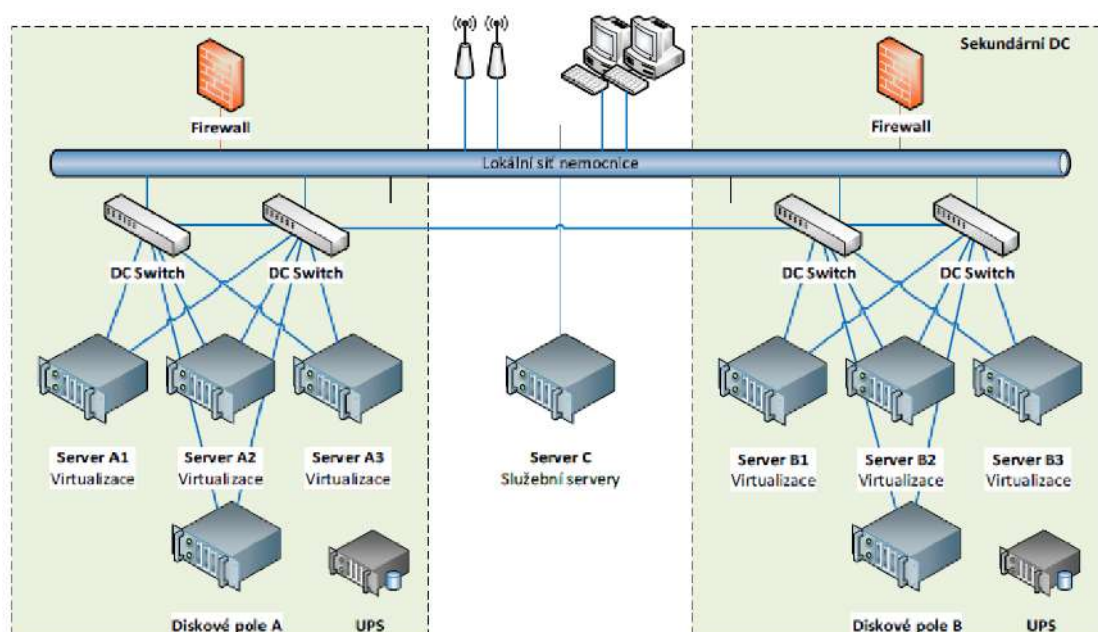 Sekundární DC
Firewall
Firewall
Lokální síť nemocnice
DC Switch
DC Switch
DC Switch
DC Switch
Server A1
Virtualizace
Server A2
Virtualizace
Server A3
Virtualizace
Server C
Služební servery
Server B1
Virtualizace
Server B2
Virtualizace
Server B3
Virtualizace
Diskové pole A
UPS
Diskové pole B
UPS